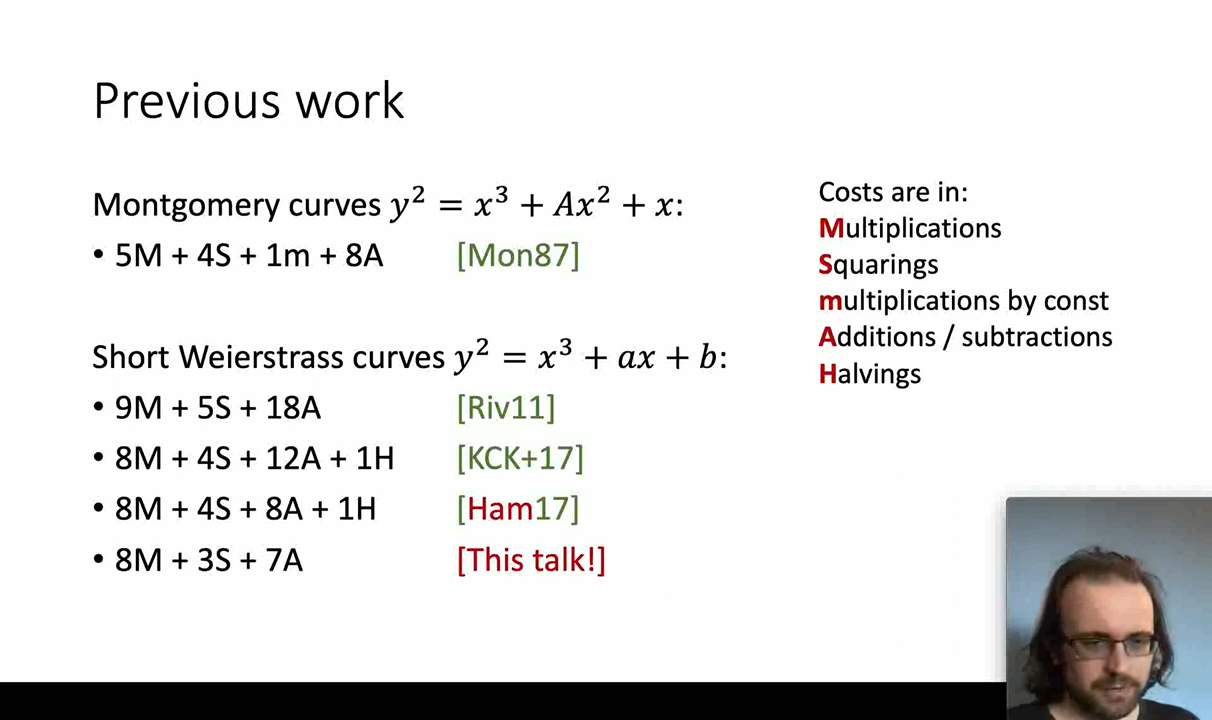 Previous work
Montgomery curves y² = x³ + Ax² + x:
• 5M + 4S + 1m + 8A [Mon87]
Short Weierstrass curves y² = x³ + ax + b:
• 9M + 5S + 18A [Riv11]
• 8M + 4S + 12A + 1H [KCK+17]
• 8M + 4S + 8A + 1H [Ham17]
• 8M + 3S + 7A [This talk!]
Costs are in:
Multiplications
Squarings
multiplications by const
Additions / subtractions
Halvings